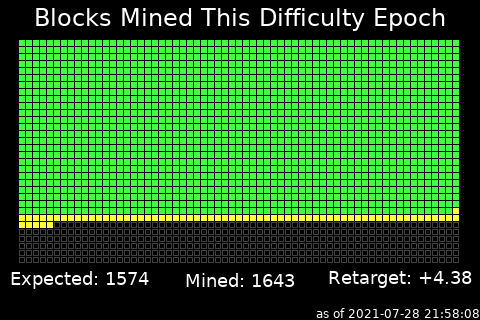 Blocks Mined This Difficulty Epoch
Expected: 1574
Mined: 1643
Retarget: +4.38
as of 2021-07-28 21:58:08